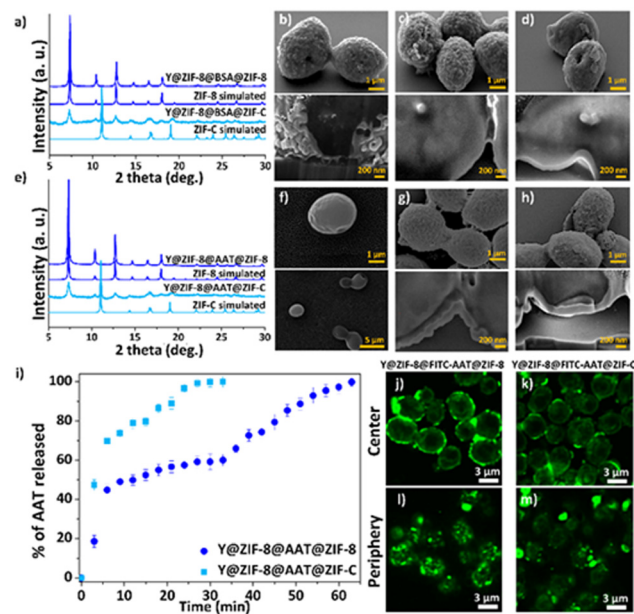 a)
Intensity (a. u.)
Y@ZIF-8@BSA@ZIF-8
ZIF-8 simulated
Y@ZIF-8@BSA@ZIF-C
ZIF-C simulated
5 10 15 20 25 30
2 theta (deg.)
b)
1 μm
200 nm
c)
1 μm
200 nm
d)
1 μm
200 nm
e)
Intensity (a. u.)
Y@ZIF-8@AAT@ZIF-8
ZIF-8 simulated
Y@ZIF-8@AAT@ZIF-C
ZIF-C simulated
5 10 15 20 25 30
2 theta (deg.)
f)
1 μm
5 μm
g)
1 μm
200 nm
h)
1 μm
200 nm
i)
% of AAT released
100
80
60
40
20
0
0 10 20 30 40 50 60
Time (min)
Y@ZIF-8@AAT@ZIF-8
Y@ZIF-8@AAT@ZIF-C
Y@ZIF-8@FITC-AAT@ZIF-8
Y@ZIF-8@FITC-AAT@ZIF-C
Center
j)
3 μm
k)
3 μm
Periphery
l)
3 μm
m)
3 μm